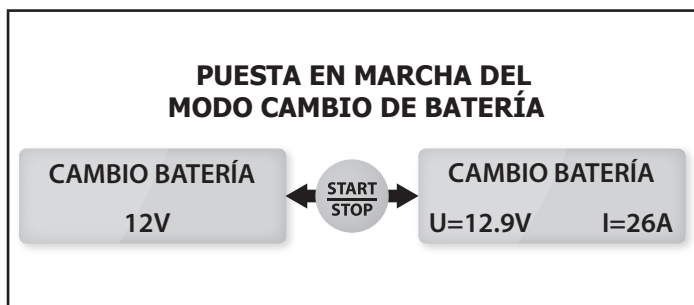 PUESTA EN MARCHA DEL
MODO CAMBIO DE BATERÍA
CAMBIO BATERÍA
12V
START
STOP
CAMBIO BATERÍA
U=12.9V I=26A